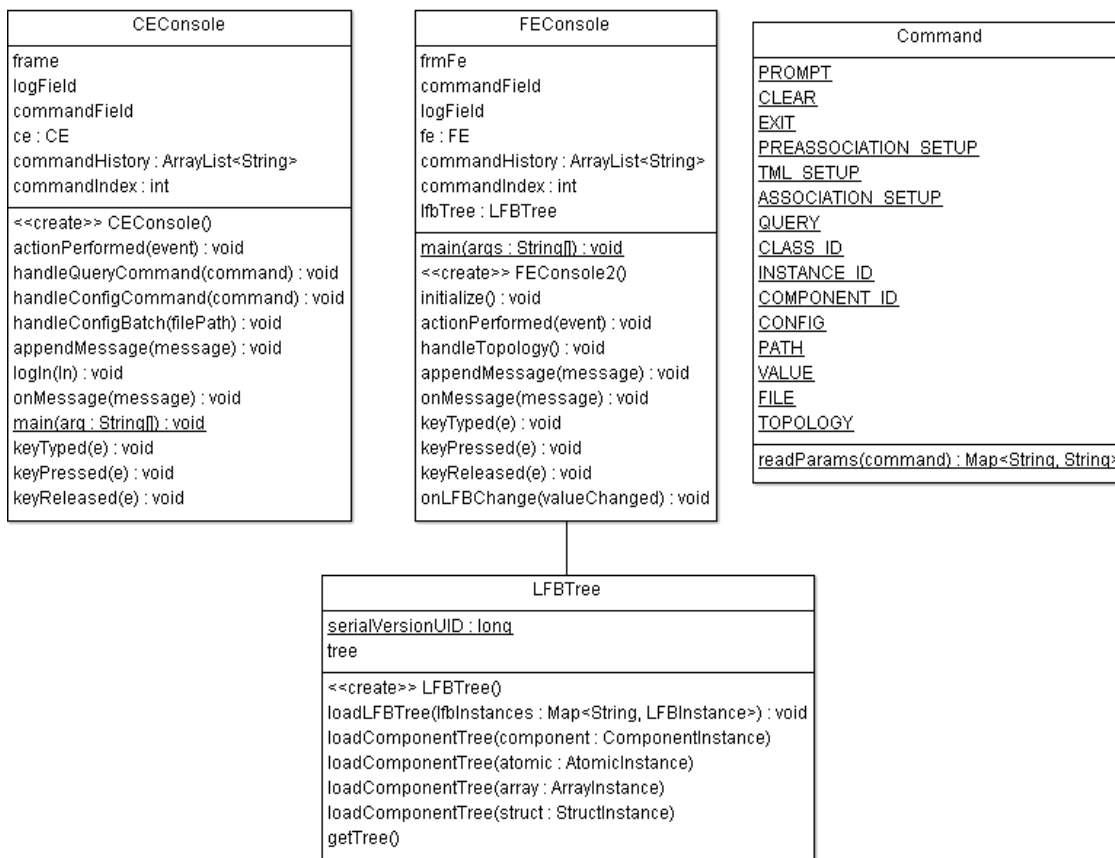 CEConsole
frame
logField
commandField
ce : CE
commandHistory : ArrayList<String>
commandIndex : int
<<create>> CEConsole()
actionPerformed(event) : void
handleQueryCommand(command) : void
handleConfigCommand(command) : void
handleConfigBatch(filePath) : void
appendMessage(message) : void
logIn(In) : void
onMessage(message) : void
main(arg : String[]) : void
keyTyped(e) : void
keyPressed(e) : void
keyReleased(e) : void
FEConsole
frmFe
commandField
logField
fe : FE
commandHistory : ArrayList<String>
commandIndex : int
lfbTree : LFBTree
main(args : String[]) : void
<<create>> FEConsole2()
initialize() : void
actionPerformed(event) : void
handleTopology() : void
appendMessage(message) : void
onMessage(message) : void
keyTyped(e) : void
keyPressed(e) : void
keyReleased(e) : void
onLFBChange(valueChanged) : void
Command
PROMPT
CLEAR
EXIT
PREASSOCIATION_SETUP
TML_SETUP
ASSOCIATION_SETUP
QUERY
CLASS_ID
INSTANCE_ID
COMPONENT_ID
CONFIG
PATH
VALUE
FILE
TOPOLOGY
readParams(command) : Map<String, String>
LFBTree
serialVersionUID : long
tree
<<create>> LFBTree()
loadLFBTree(lfbInstances : Map<String, LFBInstance>) : void
loadComponentTree(component : ComponentInstance)
loadComponentTree(atomic : AtomicInstance)
loadComponentTree(array : ArrayInstance)
loadComponentTree(struct : StructInstance)
getTree()